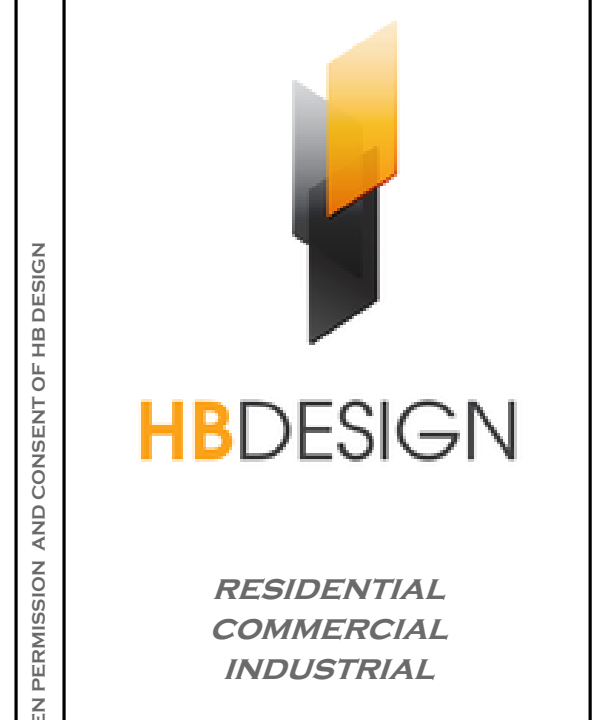 EN PERMISSION AND CONSENT OF HB DESIGN
HBDESIGN
RESIDENTIAL
COMMERCIAL
INDUSTRIAL